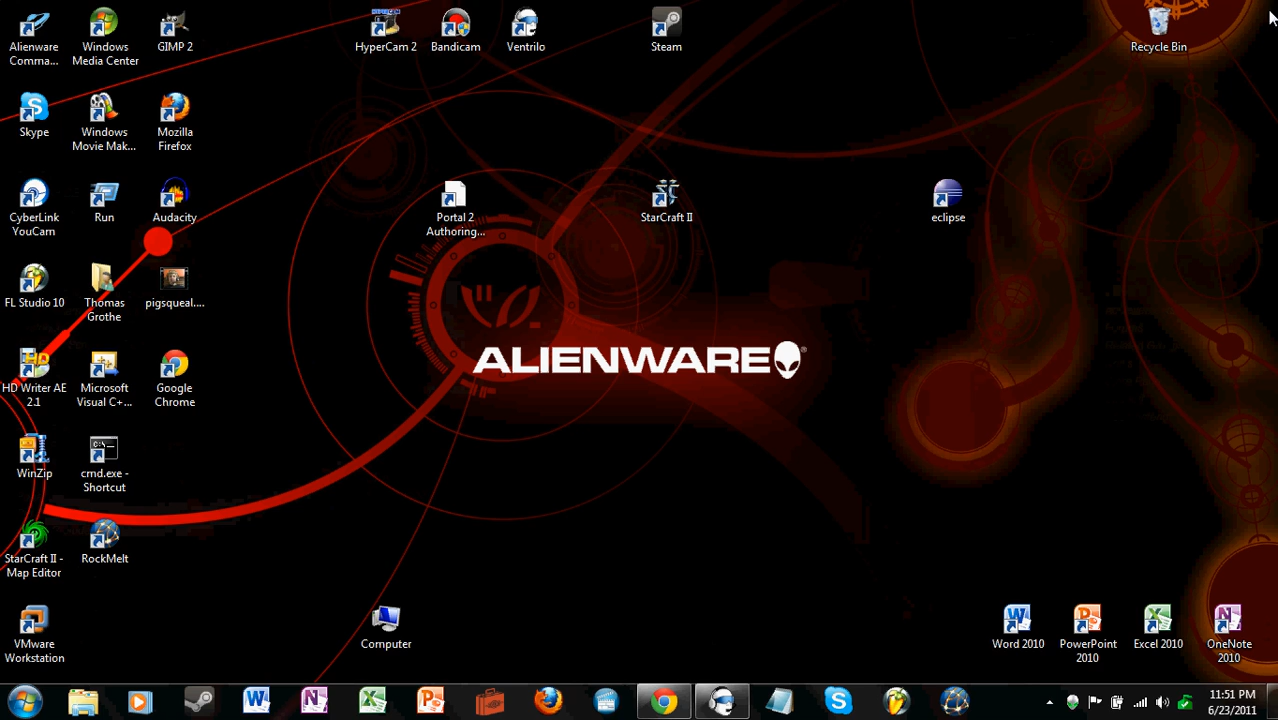 Alienware
Comma...
Windows
Media Center
GIMP 2
HyperCam 2
Bandicam
Ventrilo
Steam
Recycle Bin
Skype
Windows
Movie Mak...
Mozilla
Firefox
CyberLink
YouCam
Run
Audacity
Portal 2
Authoring...
StarCraft II
eclipse
FL Studio 10
Thomas
Grothe
pigsqueal....
ALIENWARE
HD Writer AE
2.1
Microsoft
Visual C+...
Google
Chrome
WinZip
cmd.exe -
Shortcut
StarCraft II -
Map Editor
RockMelt
VMware
Workstation
Computer
Word 2010
PowerPoint
2010
Excel 2010
OneNote
2010
11:51 PM
6/23/2011